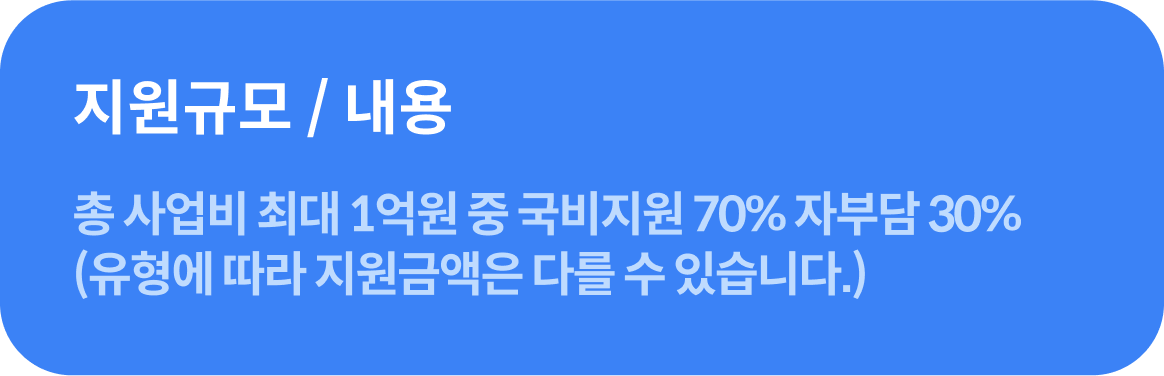 지원규모 / 내용
총 사업비 최대 1억원 중 국비지원 70% 자부담 30%
(유형에 따라 지원금액은 다를 수 있습니다.)